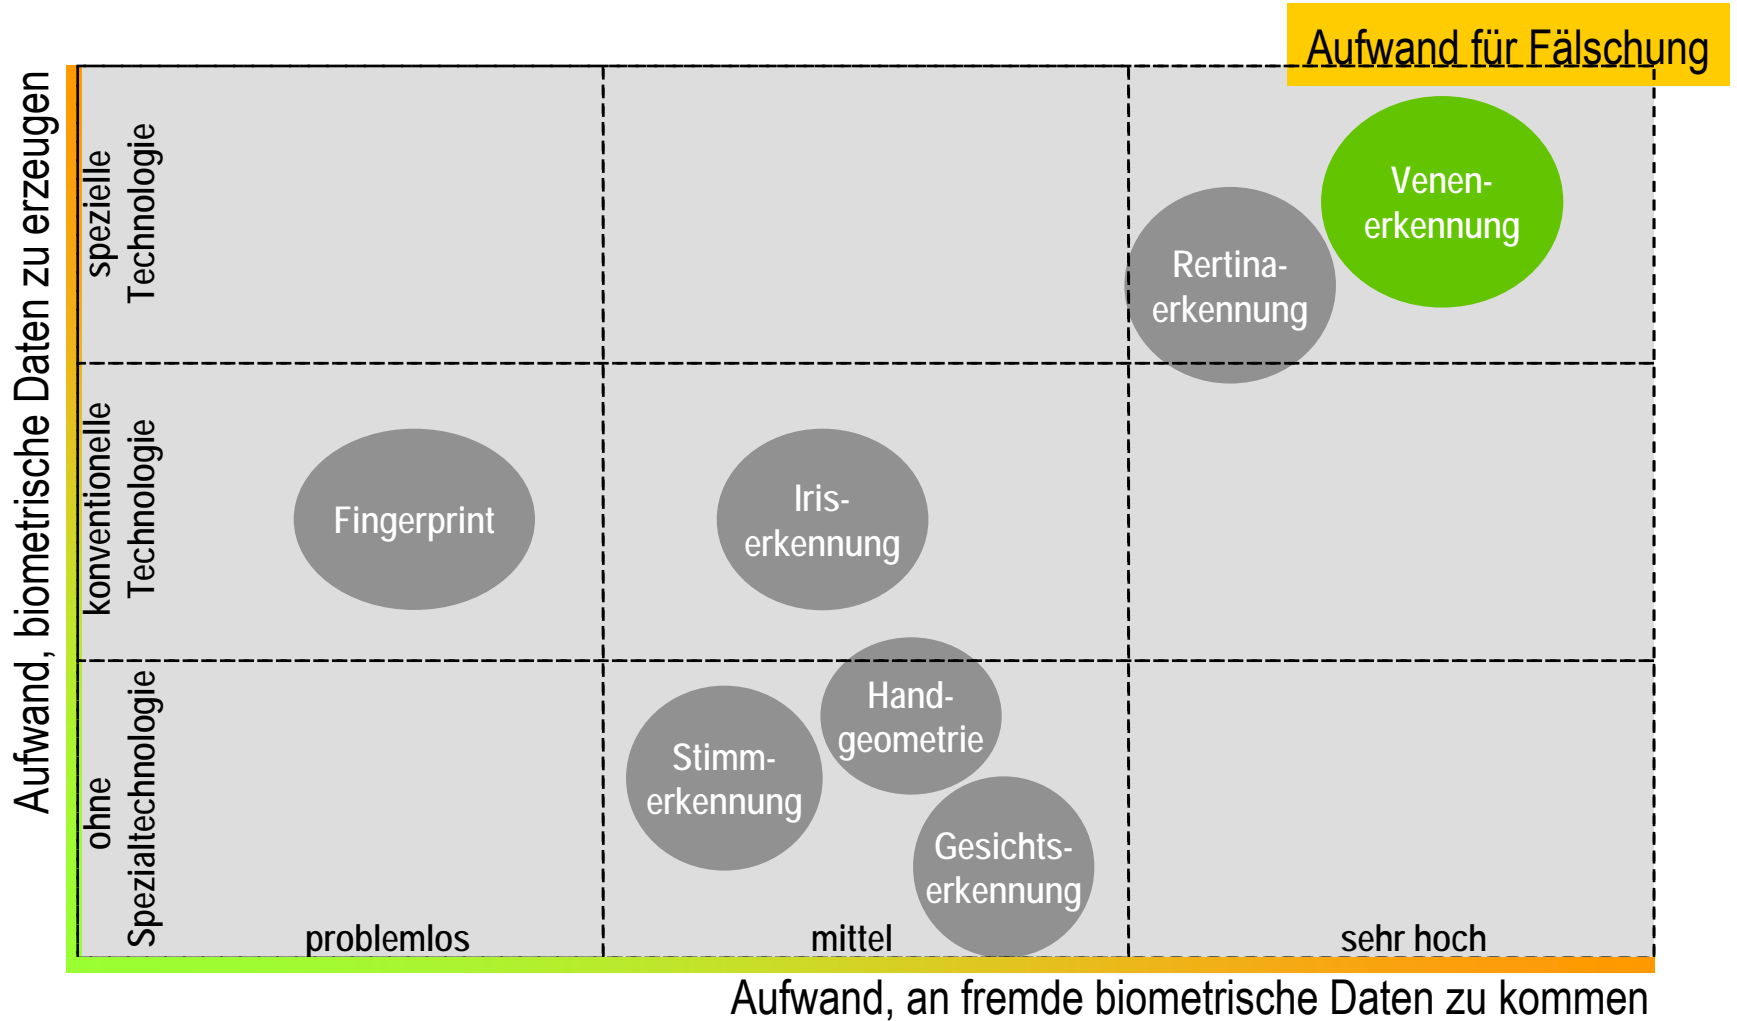 Aufwand für Fälschung
Aufwand, biometrische Daten zu erzeugen
spezielle
Technologie
Venen-
erkennung
Rertina-
erkennung
konventionelle
Technologie
Fingerprint
Iris-
erkennung
ohne
Spezialtechnologie
Hand-
geometrie
Stimm-
erkennung
Gesichts-
erkennung
problemlos
mittel
sehr hoch
Aufwand, an fremde biometrische Daten zu kommen